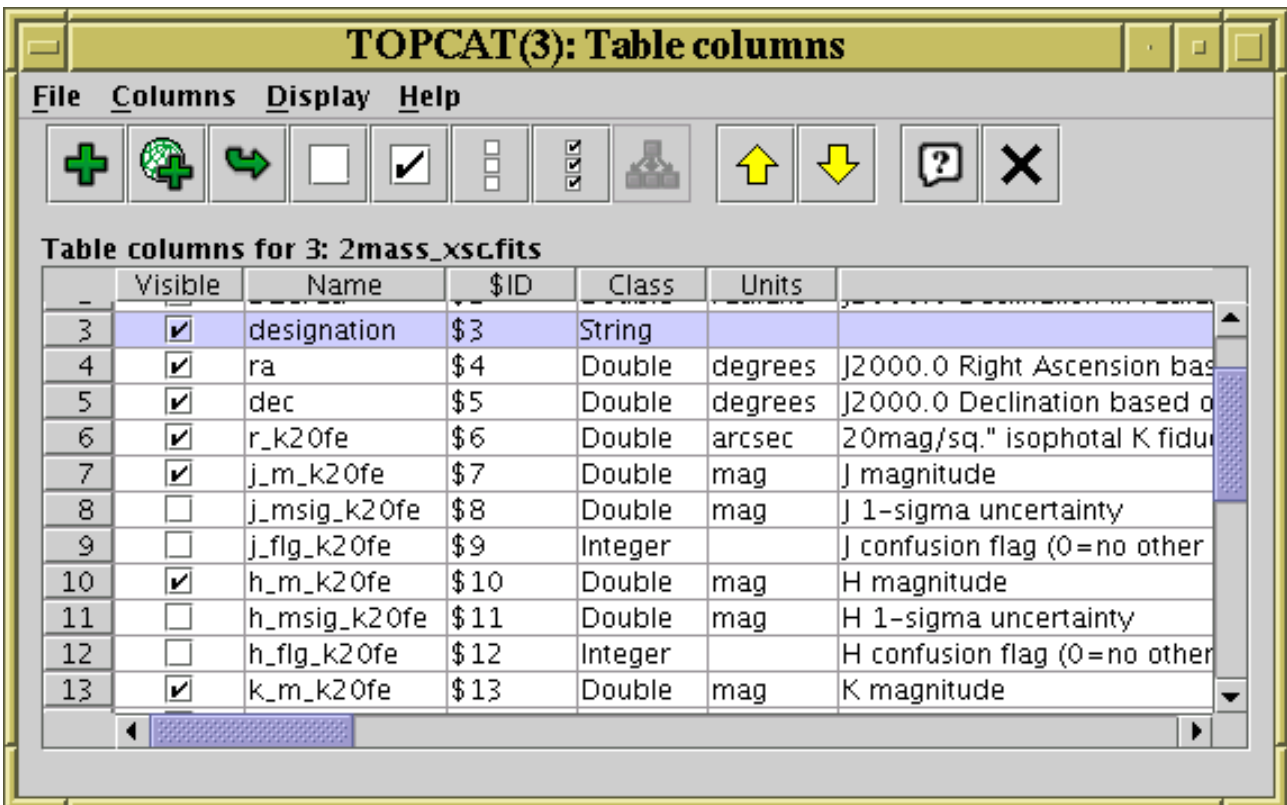 TOPCAT(3): Table columns
File Columns Display Help
Table columns for 3: 2mass_xsc.fits
Visible Name $ID Class Units
3 designation $3 String
4 ra $4 Double degrees J2000.0 Right Ascension bas
5 dec $5 Double degrees J2000.0 Declination based o
6 r_k20fe $6 Double arcsec 20mag/sq." isophotal K fidu
7 j_m_k20fe $7 Double mag J magnitude
8 j_msig_k20fe $8 Double mag J 1-sigma uncertainty
9 j_flg_k20fe $9 Integer J confusion flag (0=no other
10 h_m_k20fe $10 Double mag H magnitude
11 h_msig_k20fe $11 Double mag H 1-sigma uncertainty
12 h_flg_k20fe $12 Integer H confusion flag (0=no other
13 k_m_k20fe $13 Double mag K magnitude